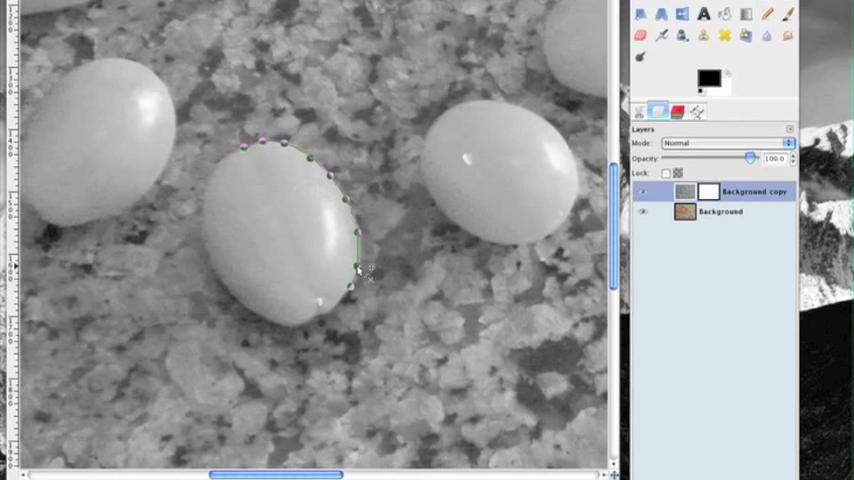 Layers
Mode: Normal
Opacity: 100.0
Lock:
Background copy
Background